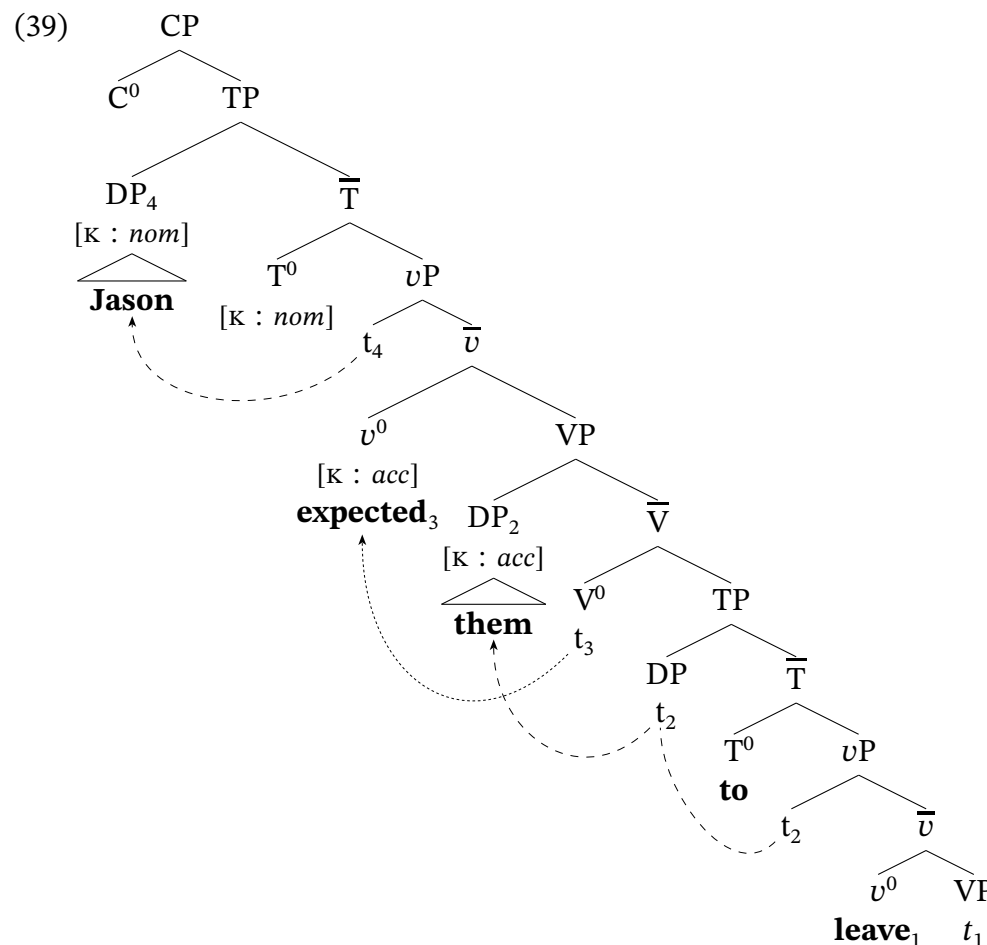 (39) CP
C⁰ TP
DP₄ T̅
[K : nom] T⁰ vP
Jason [K : nom]
t₄ v̅
v⁰ VP
[K : acc]
expected₃ DP₂ V̅
[K : acc] V⁰ TP
them t₃
DP T̅
t₂ T⁰ vP
to
t₂ v̅
v⁰ VP
leave₁ t₁